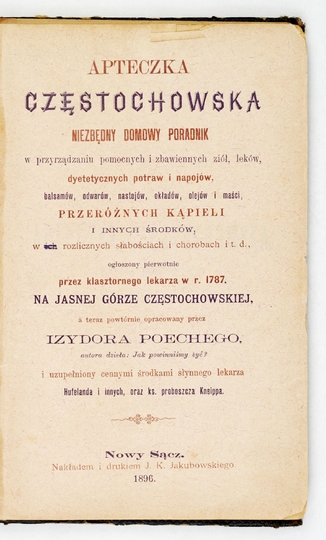 APTECZKA
CZĘSTOCHOWSKA
NIEZBĘDNY DOMOWY PORADNIK
w przyrządzaniu pomocnych i zbawiennych ziół, leków,
dyetetycznych potraw i napojów,
balsamów, odwarów, nastojów, okładów, olejów i maści,
PRZERÓŻNYCH KĄPIELI
I INNYCH ŚRODKÓW,
w rozlicznych słabościach i chorobach i t. d.,
ogłoszony pierwotnie
przez klasztornego lekarza w r. 1787.
NA JASNEJ GÓRZE CZĘSTOCHOWSKIEJ,
a teraz powtórnie opracowany przez
IZYDORA POECHEGO,
autora dzieła: Jak powinniśmy żyć?
i uzupełniony cennymi środkami słynnego lekarza
Hufelanda i innych, oraz ks. proboszcza Kneippa.
Nowy Sącz.
Nakładem i drukiem J. K. Jakubowskiego
1896.